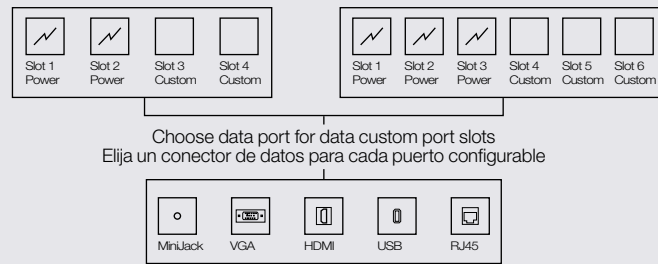 Slot 1 Power
Slot 2 Power
Slot 3 Custom
Slot 4 Custom
Slot 1 Power
Slot 2 Power
Slot 3 Power
Slot 4 Custom
Slot 5 Custom
Slot 6 Custom
Choose data port for data custom port slots
Elija un conector de datos para cada puerto configurable
MiniJack
VGA
HDMI
USB
RJ45